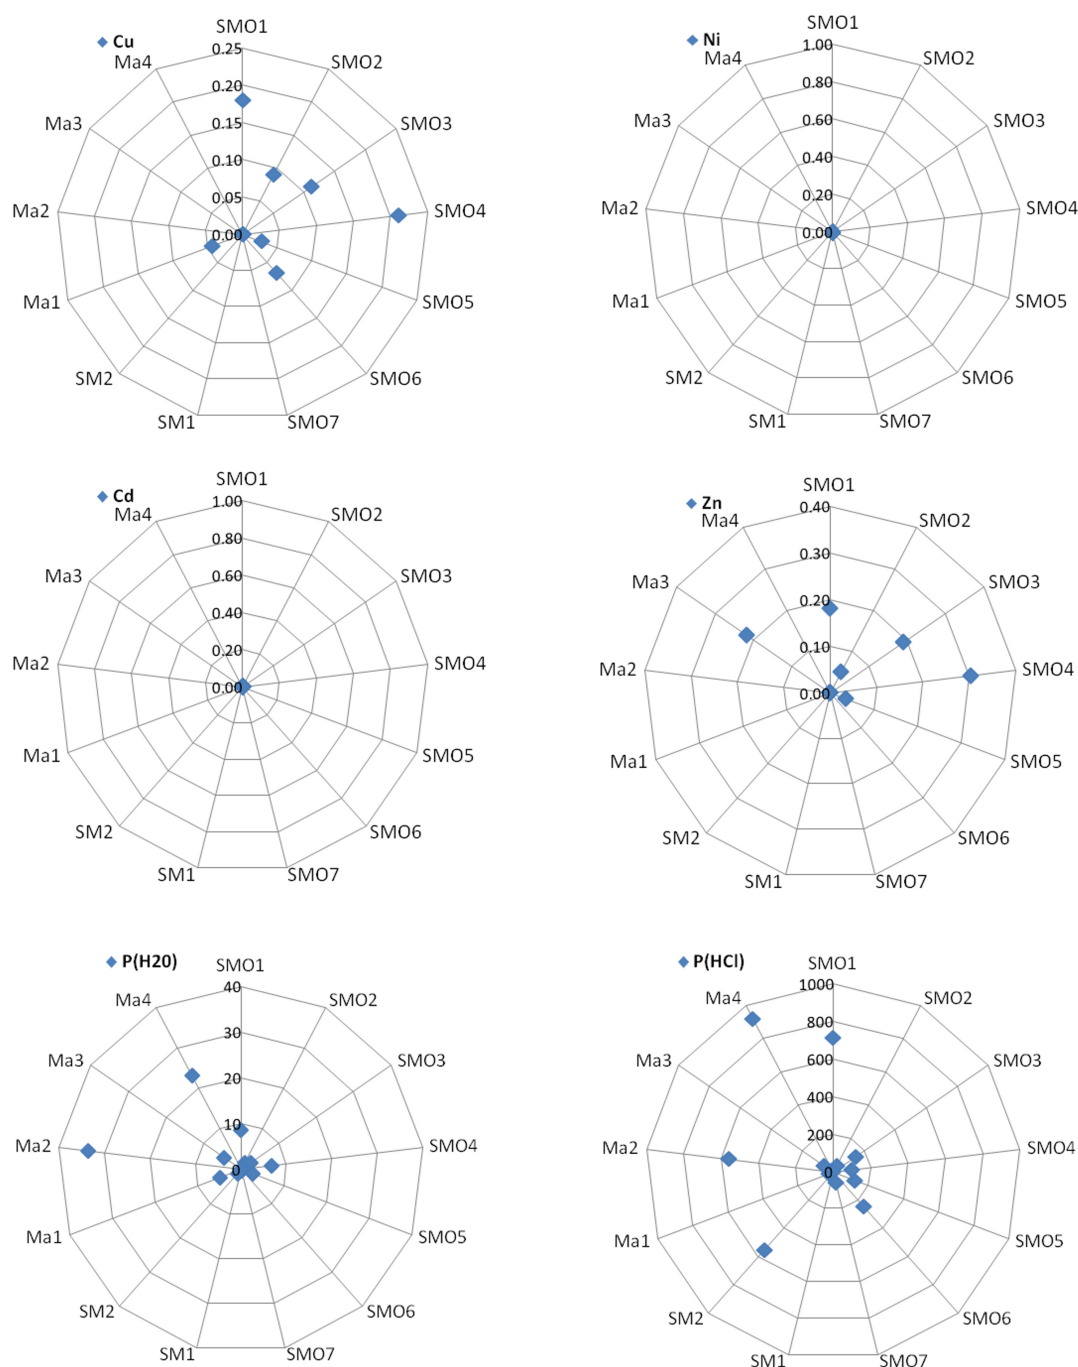 Cu
SMO1
0.25
0.20
0.15
0.10
0.05
0.00
SMO2
SMO3
SMO4
SMO5
SMO6
SMO7
SM1
SM2
Ma1
Ma2
Ma3
Ma4
Ni
SMO1
1.00
0.80
0.60
0.40
0.20
0.00
SMO2
SMO3
SMO4
SMO5
SMO6
SMO7
SM1
SM2
Ma1
Ma2
Ma3
Ma4
Cd
SMO1
1.00
0.80
0.60
0.40
0.20
0.00
SMO2
SMO3
SMO4
SMO5
SMO6
SMO7
SM1
SM2
Ma1
Ma2
Ma3
Ma4
Zn
SMO1
0.40
0.30
0.20
0.10
0.00
SMO2
SMO3
SMO4
SMO5
SMO6
SMO7
SM1
SM2
Ma1
Ma2
Ma3
Ma4
P(H20)
SMO1
40
30
20
10
0
SMO2
SMO3
SMO4
SMO5
SMO6
SMO7
SM1
SM2
Ma1
Ma2
Ma3
Ma4
P(HCl)
SMO1
1000
800
600
400
200
0
SMO2
SMO3
SMO4
SMO5
SMO6
SMO7
SM1
SM2
Ma1
Ma2
Ma3
Ma4